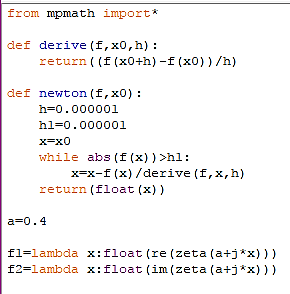 from mpmath import*
def derive(f,x0,h):
return((f(x0+h)-f(x0))/h)
def newton(f,x0):
h=0.000001
h1=0.000001
x=x0
while abs(f(x))>h1:
x=x-f(x)/derive(f,x,h)
return(float(x))
a=0.4
f1=lambda x:float(re(zeta(a+j*x)))
f2=lambda x:float(im(zeta(a+j*x)))